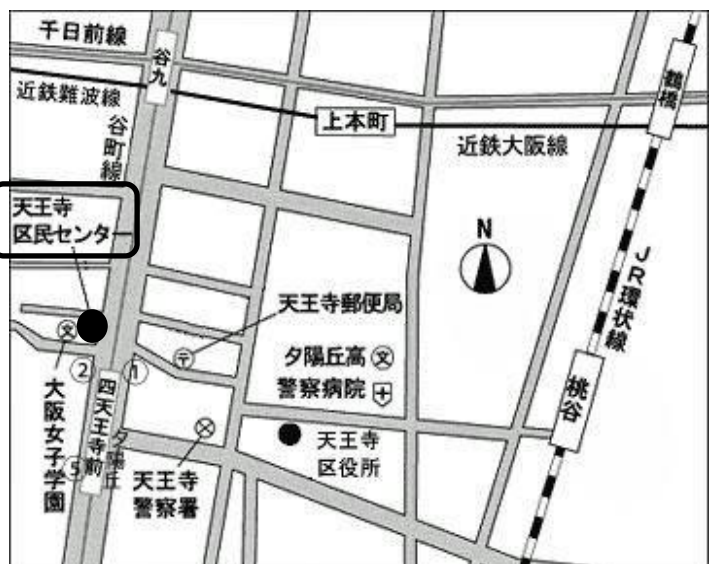 千日前線
谷九
鶴橋
近鉄難波線
上本町
近鉄大阪線
谷町線
天王寺
区民センター
N
JR環状線
天王寺郵便局
〒
文
夕陽丘高 文
警察病院
桃谷
②
①
大阪女子学園
四天王寺前
夕陽丘
⑤
天王寺
区役所
天王寺
警察署